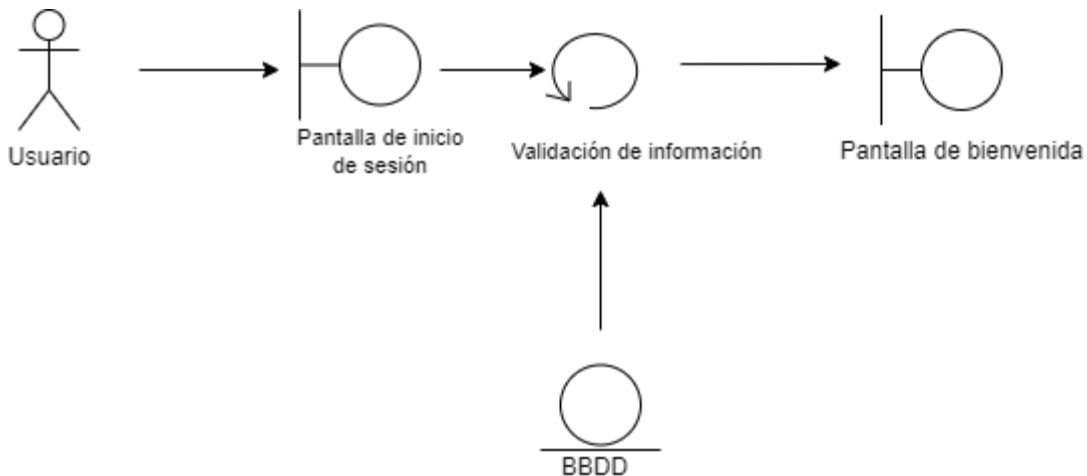 Usuario
Pantalla de inicio
de sesión
Validación de información
Pantalla de bienvenida
BBDD